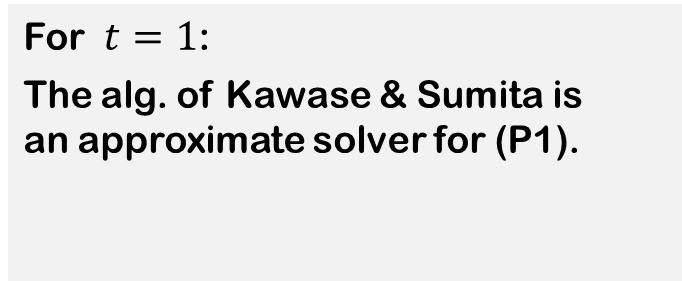 For t = 1:
The alg. of Kawase & Sumita is
an approximate solver for (P1).